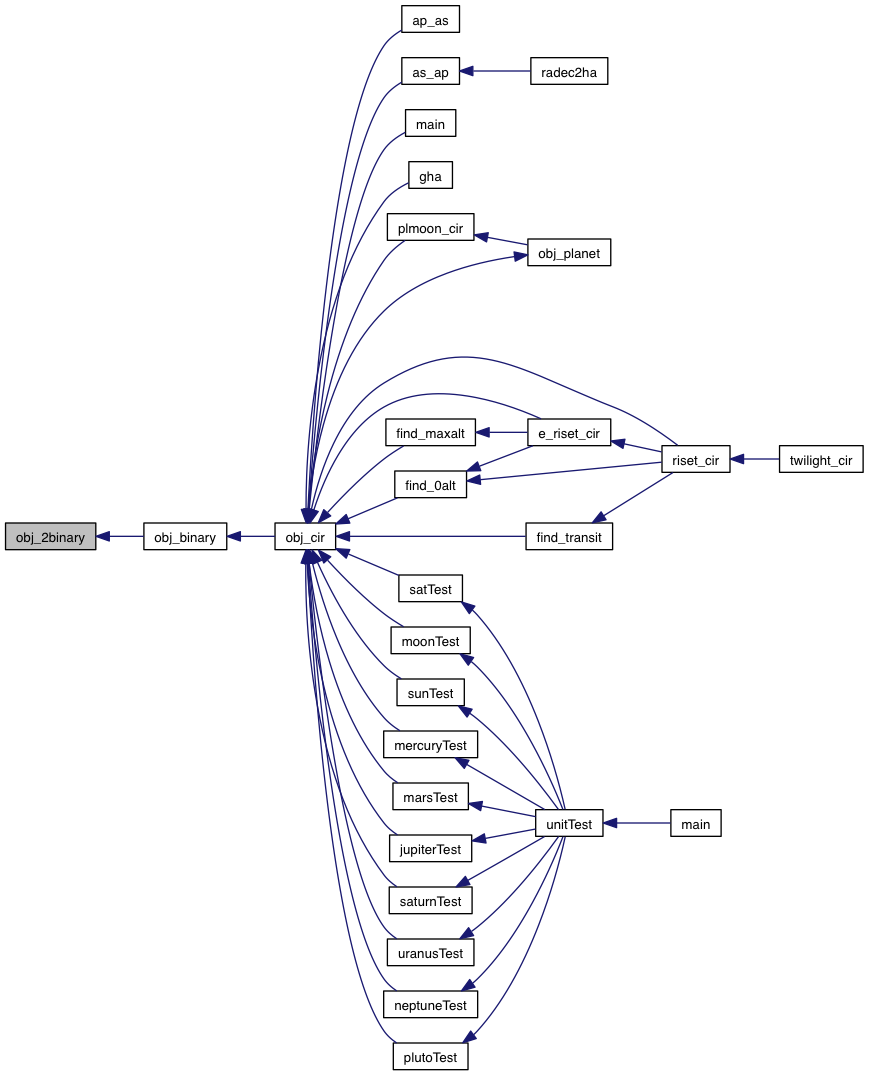 ap_as
as_ap
radec2ha
main
gha
plmoon_cir
obj_planet
find_maxalt
e_riset_cir
riset_cir
twilight_cir
find_0alt
obj_2binary
obj_binary
obj_cir
find_transit
satTest
moonTest
sunTest
mercuryTest
marsTest
unitTest
main
jupiterTest
saturnTest
uranusTest
neptuneTest
plutoTest